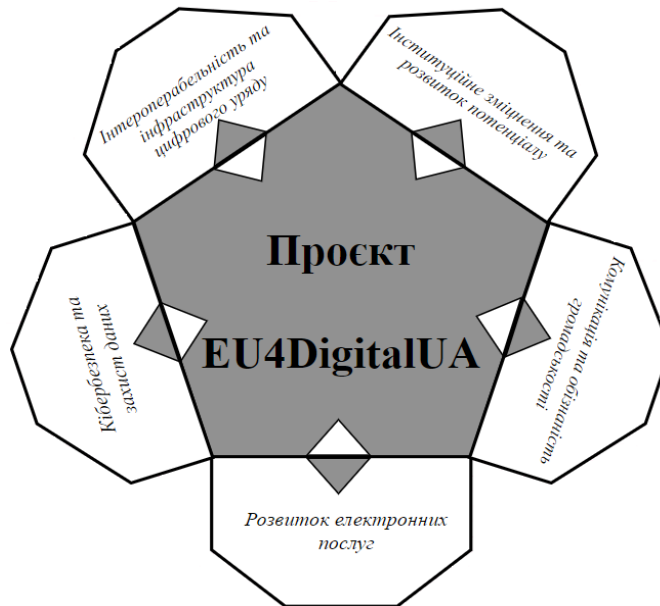 Інтероперабельність та
інфраструктура
цифрового уряду
Інституційне зміцнення та
розвиток потенціалу
Проєкт
EU4DigitalUA
Кібербезпека та
захист даних
Комунікація та обізнаність
громадськості
Розвиток електронних
послуг